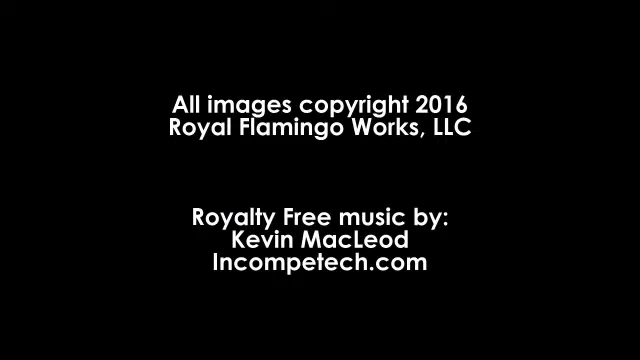 All images copyright 2016
Royal Flamingo Works, LLC
Royalty Free music by:
Kevin MacLeod
Incompetech.com